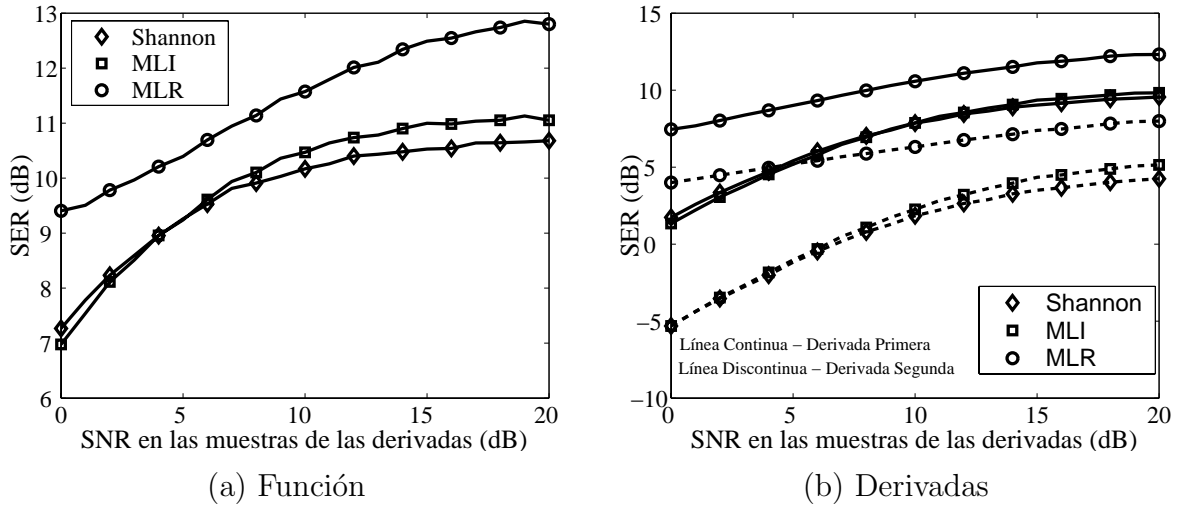 13
12
11
10
9
8
7
6
SER (dB)
Shannon
MLI
MLR
0
5
10
15
20
SNR en las muestras de las derivadas (dB)
(a) Función
15
10
5
0
−5
−10
SER (dB)
Shannon
MLI
MLR
Línea Continua – Derivada Primera
Línea Discontinua – Derivada Segunda
0
5
10
15
20
SNR en las muestras de las derivadas (dB)
(b) Derivadas